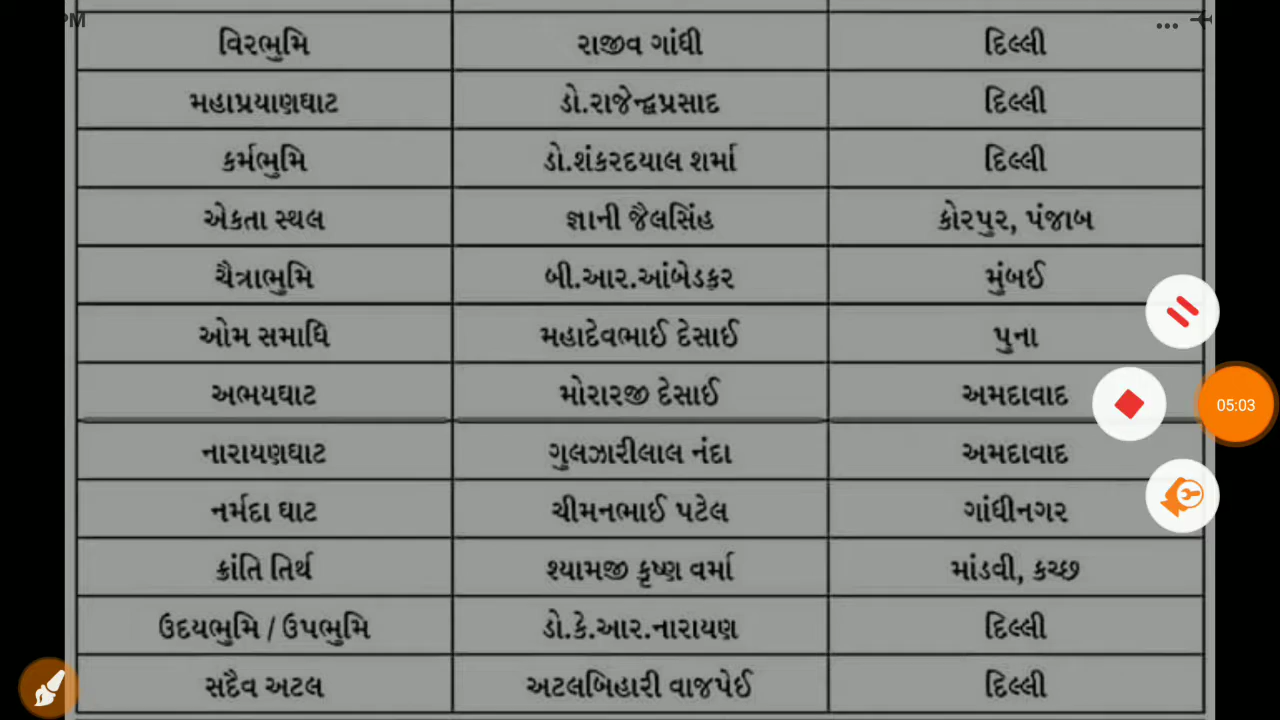 PM
વિરભુમિ રાજીવ ગાંધી દિલ્લી
મહાપ્રયાણઘાટ ડો.રાજેન્દ્વપ્રસાદ દિલ્લી
કર્મભુમિ ડો.શંકરદયાલ શર્મા દિલ્લી
એકતા સ્થલ જ્ઞાની જૈલસિંહ કોરપુર, પંજાબ
ચૈત્રાભુમિ બી.આર.આંબેડકર મુંબઈ
ઓમ સમાધિ મહાદેવભાઈ દેસાઈ પુના
અભયઘાટ મોરારજી દેસાઈ અમદાવાદ
05:03
નારાયણઘાટ ગુલઝારીલાલ નંદા અમદાવાદ
નર્મદા ઘાટ ચીમનભાઈ પટેલ ગાંધીનગર
ક્રાંતિ તિર્થ શ્યામજી કૃષ્ણ વર્મા માંડવી, કચ્છ
ઉદયભુમિ / ઉપભુમિ ડો.કે.આર.નારાયણ દિલ્લી
સદૈવ અટલ અટલબિહારી વાજપેઈ દિલ્લી